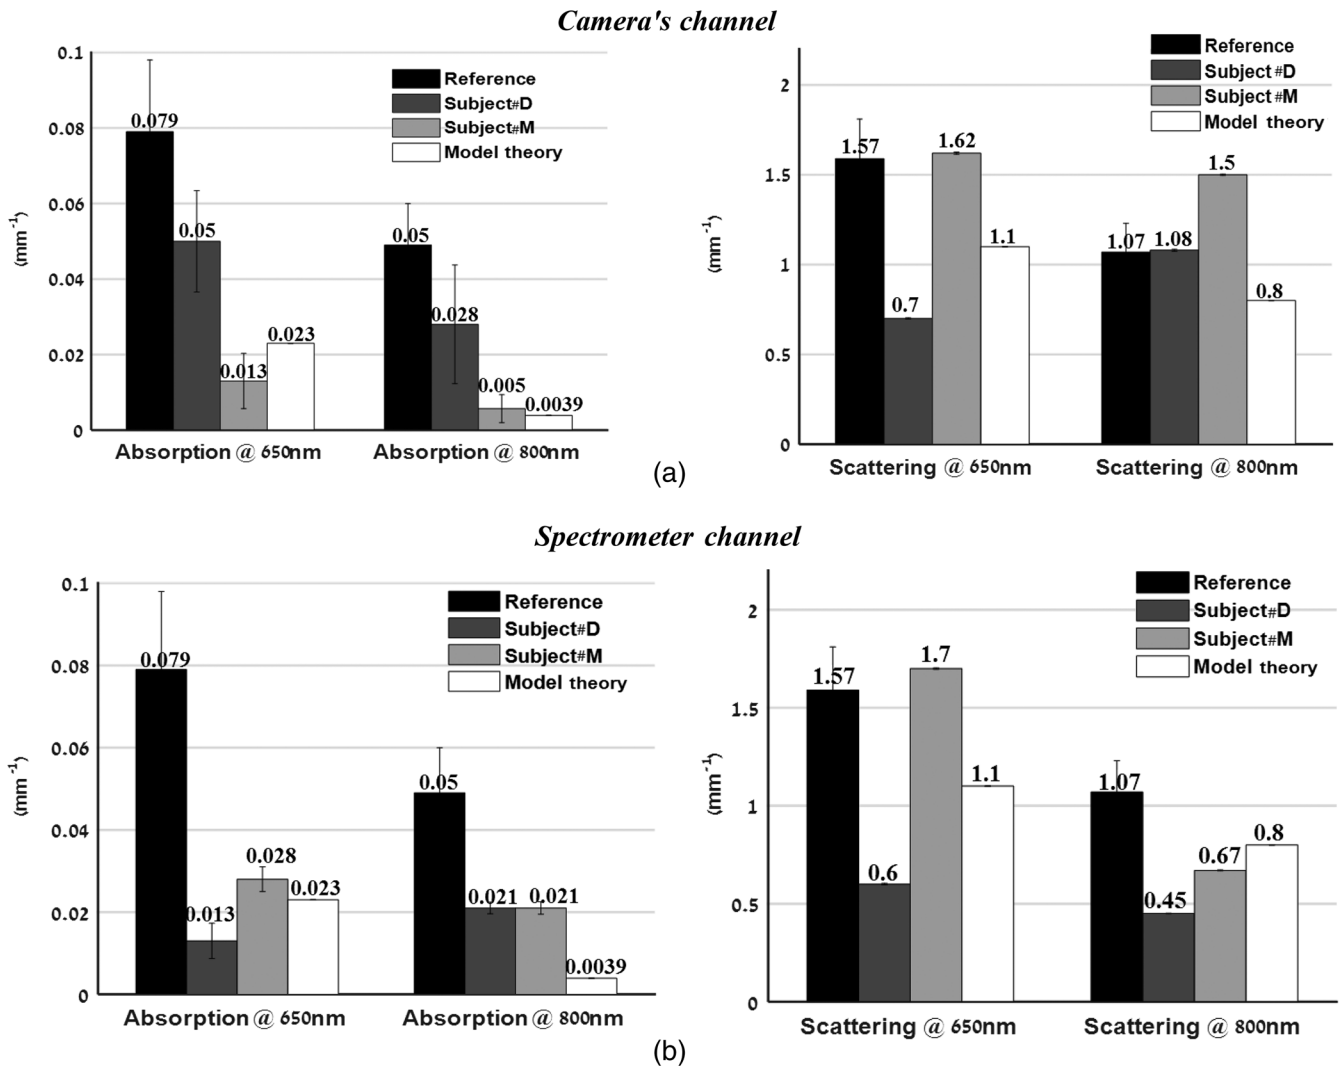 Camera's channel
0.1
0.08
0.06
0.04
0.02
0
(mm-1)
Reference
Subject#D
Subject#M
Model theory
0.079
0.05
0.013
0.023
0.05
0.028
0.005
0.0039
Absorption @ 650nm
Absorption @ 800nm
2
1.5
1
0.5
0
(mm-1)
Reference
Subject #D
Subject #M
Model theory
1.57
0.7
1.62
1.1
1.07
1.08
1.5
0.8
Scattering @ 650nm
Scattering @ 800nm
(a)
Spectrometer channel
0.1
0.08
0.06
0.04
0.02
0
(mm-1)
Reference
Subject#D
Subject#M
Model theory
0.079
0.013
0.028
0.023
0.05
0.021
0.021
0.0039
Absorption @ 650nm
Absorption @ 800nm
2
1.5
1
0.5
0
(mm-1)
Reference
Subject#D
Subject#M
Model theory
1.57
0.6
1.7
1.1
1.07
0.45
0.67
0.8
Scattering @ 650nm
Scattering @ 800nm
(b)